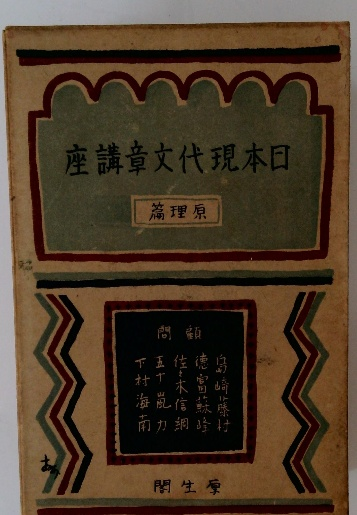 日本現代文章講座
原理篇
顧問
島崎藤村
徳富蘇峰
佐々木信綱
五十嵐力
下村海南
厚生閣